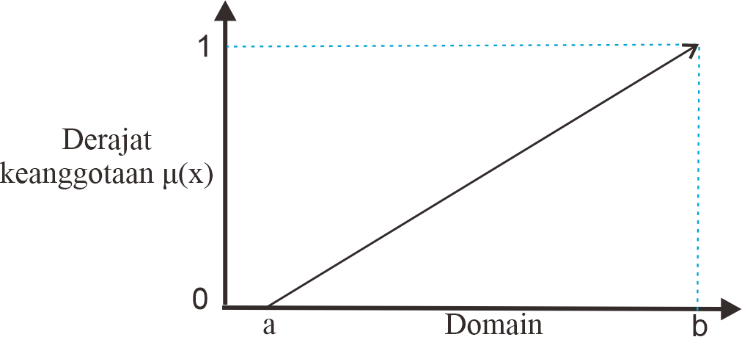 1
Derajat
keanggotaan μ(x)
0
a
Domain
b